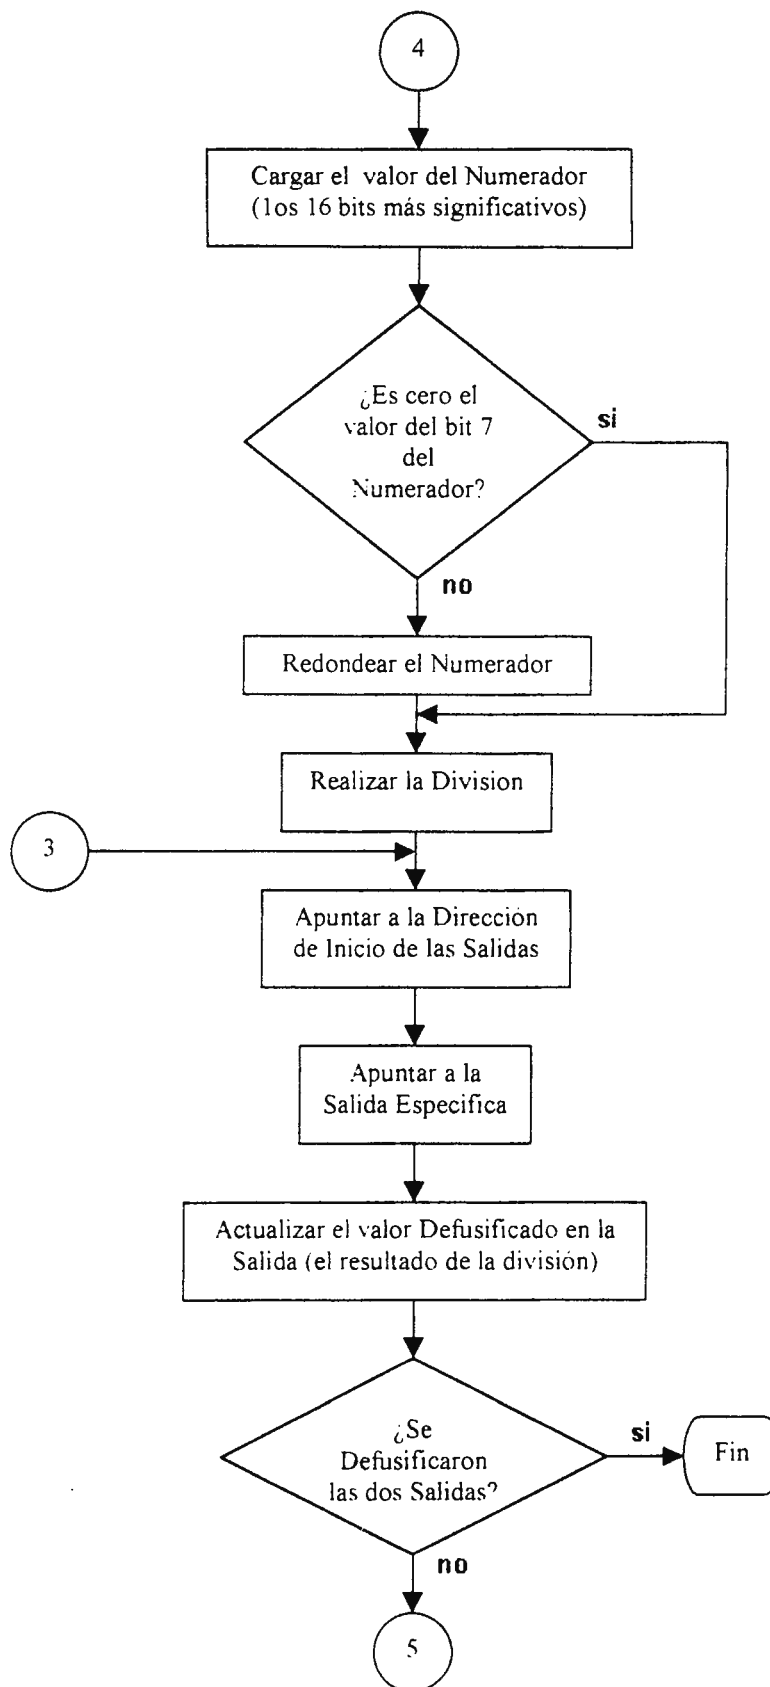 4
Cargar el valor del Numerador
(los 16 bits más significativos)
¿Es cero el
valor del bit 7
del
Numerador?
si
no
Redondear el Numerador
Realizar la Division
3
Apuntar a la Dirección
de Inicio de las Salidas
Apuntar a la
Salida Especifica
Actualizar el valor Defusificado en la
Salida (el resultado de la división)
¿Se
Defusificaron
las dos Salidas?
si
Fin
no
5